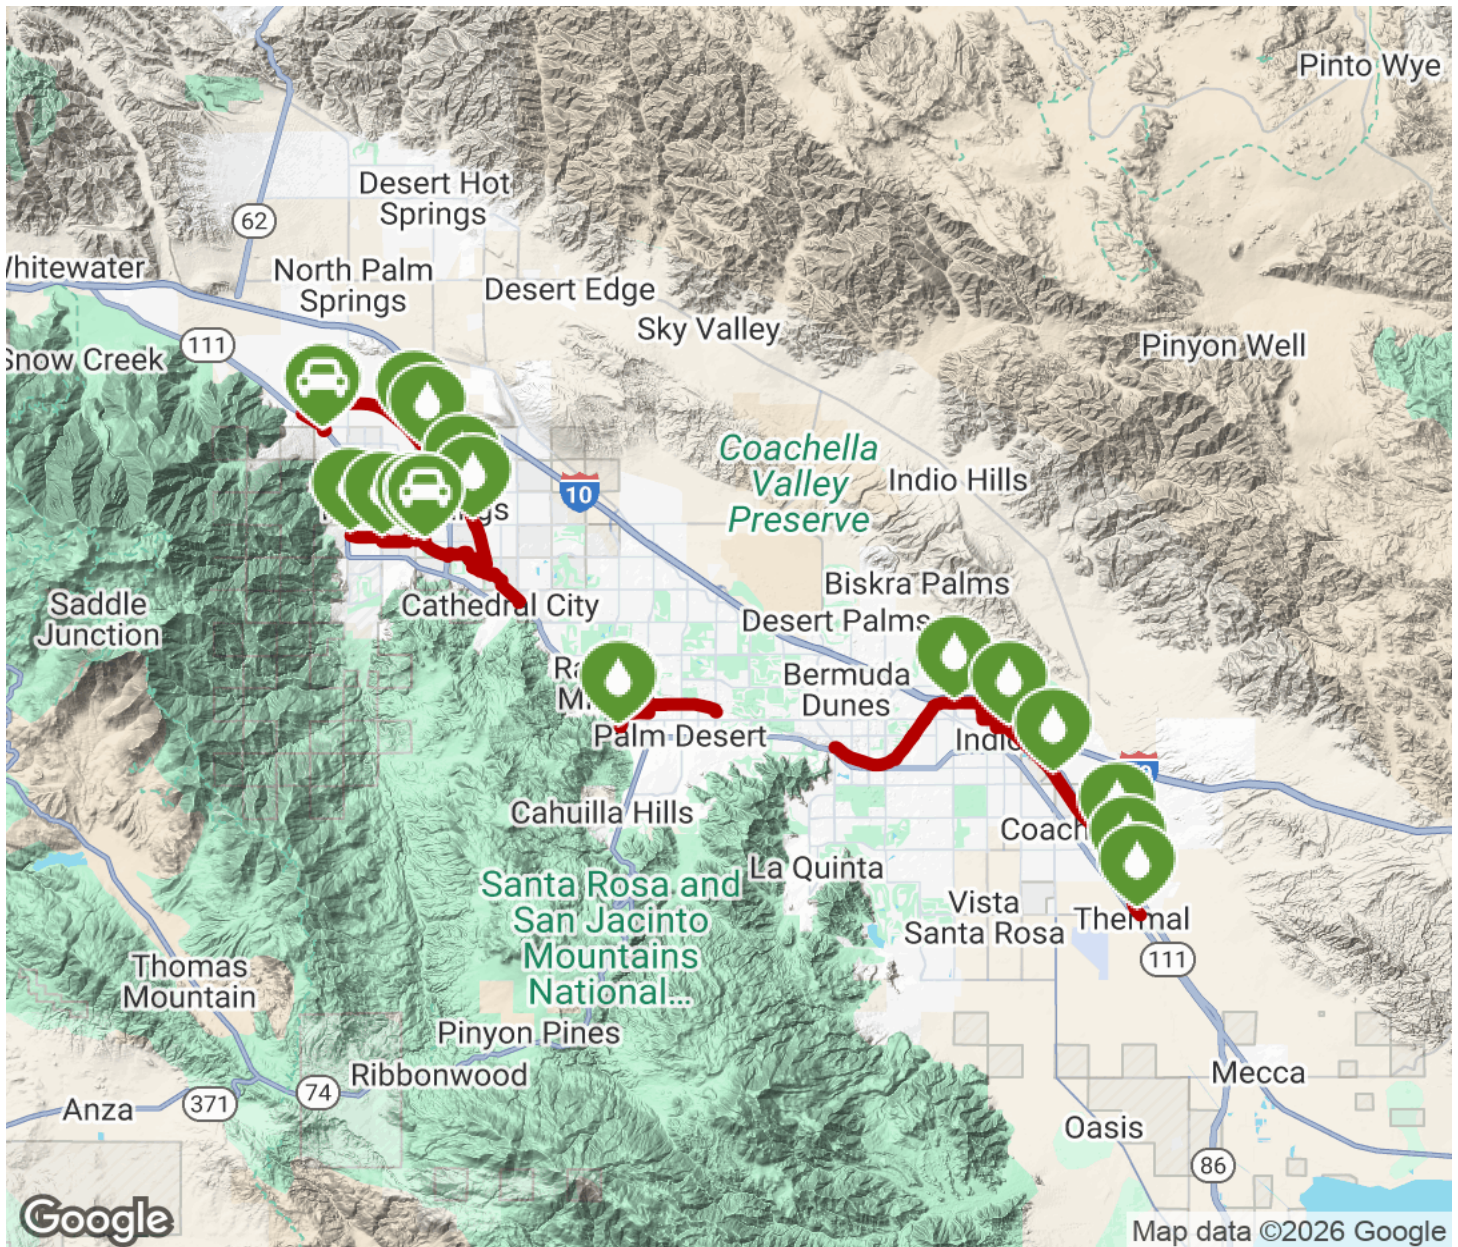 Pinto Wye
Desert Hot
Springs
62
Whitewater
North Palm
Springs
Desert Edge
Sky Valley
111
Snow Creek
Pinyon Well
Coachella
Valley
Preserve
Indio Hills
10
Biskra Palms
Saddle
Junction
Cathedral City
Desert Palms
Bermuda
Dunes
Palm Desert
Indio
Cahuilla Hills
Coach
La Quinta
Santa Rosa and
San Jacinto
Mountains
National...
Vista
Santa Rosa
Thermal
111
Thomas
Mountain
Pinyon Pines
Ribbonwood
Mecca
74
371
Anza
Oasis
86
Google
Map data ©2026 Google